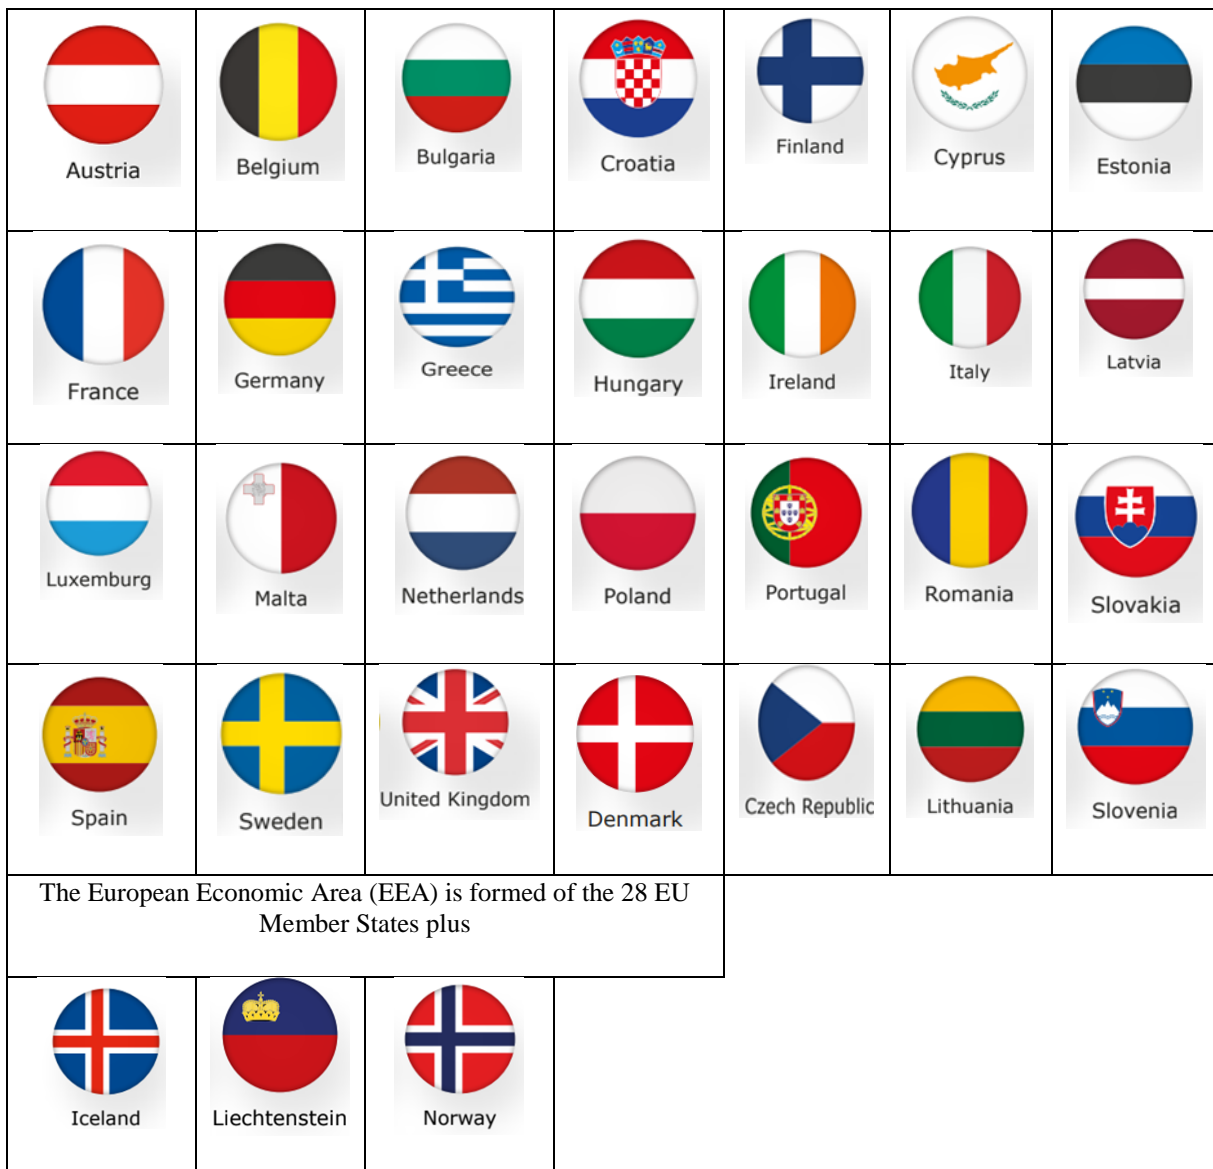 Austria
Belgium
Bulgaria
Croatia
Finland
Cyprus
Estonia
France
Germany
Greece
Hungary
Ireland
Italy
Latvia
Luxemburg
Malta
Netherlands
Poland
Portugal
Romania
Slovakia
Spain
Sweden
United Kingdom
Denmark
Czech Republic
Lithuania
Slovenia
The European Economic Area (EEA) is formed of the 28 EU
Member States plus
Iceland
Liechtenstein
Norway